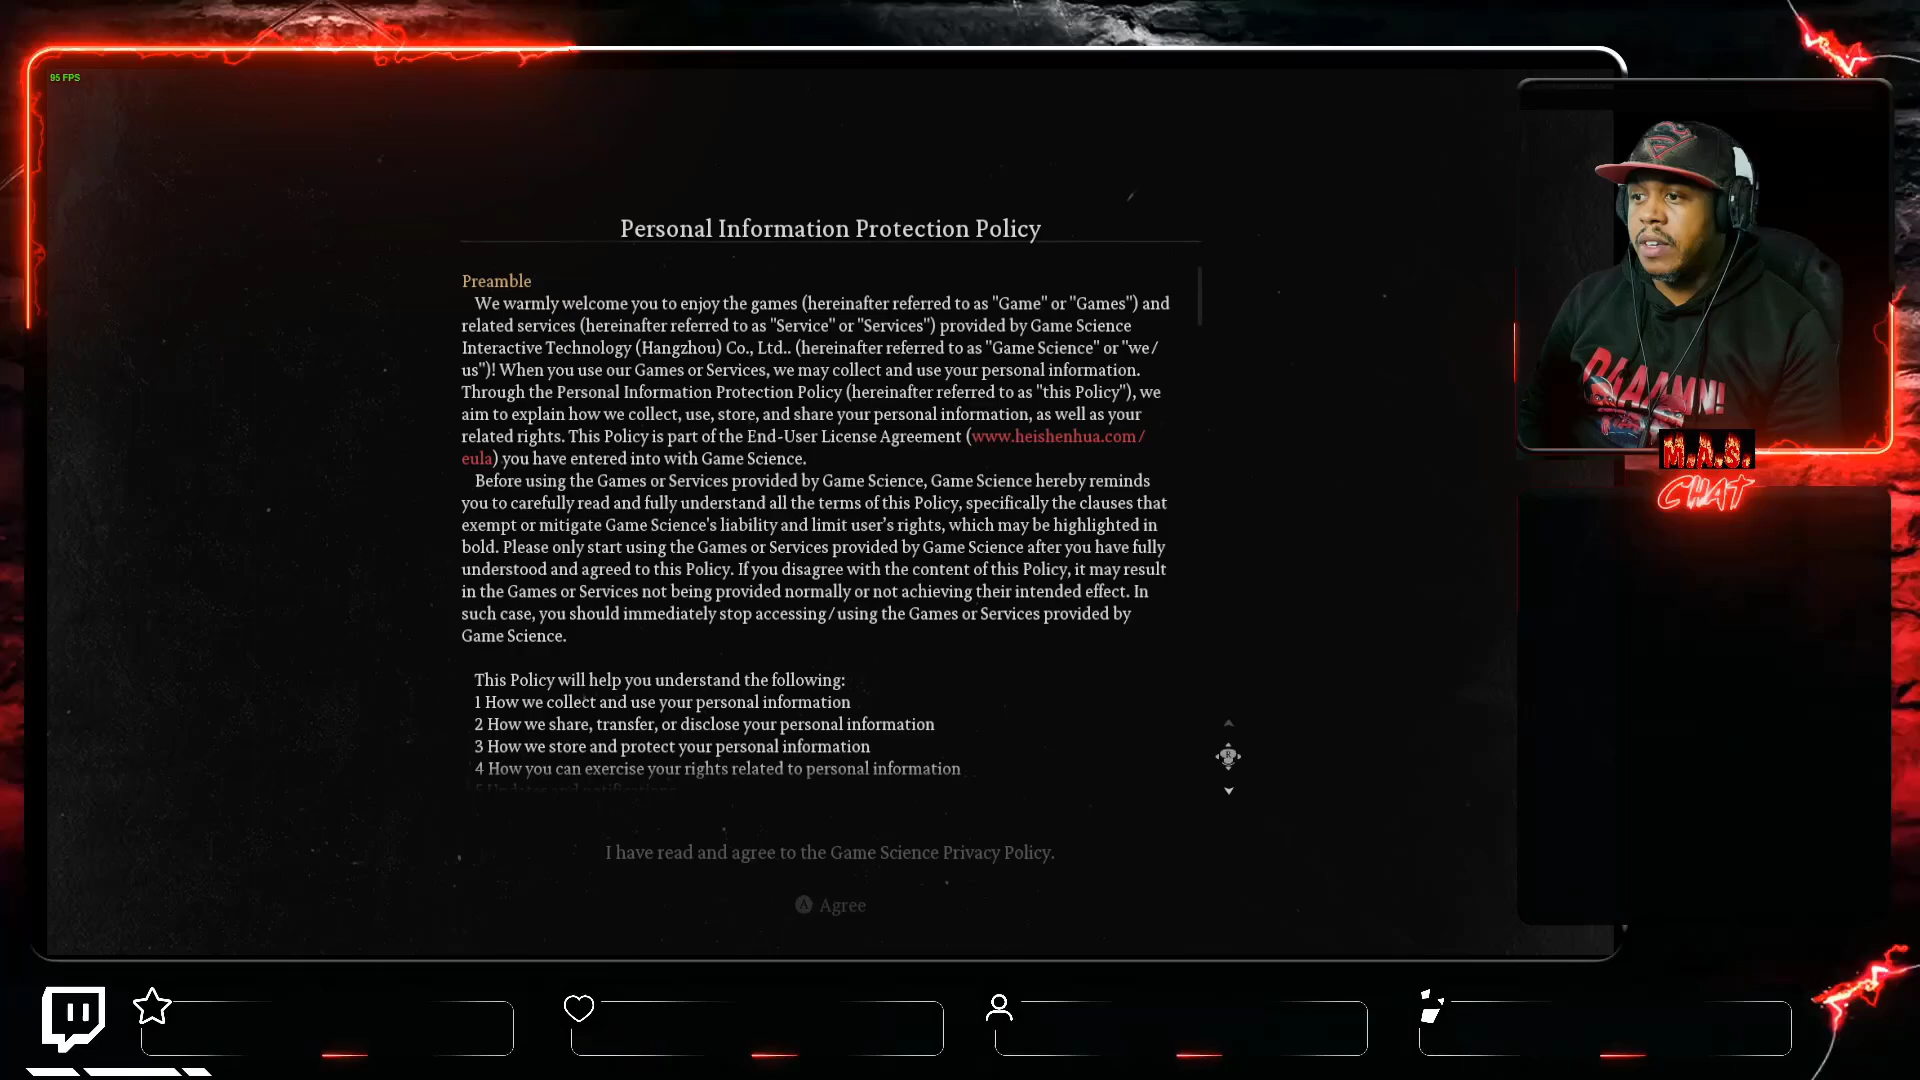 95 FPS
Personal Information Protection Policy
Preamble
We warmly welcome you to enjoy the games (hereinafter referred to as "Game" or "Games") and
related services (hereinafter referred to as "Service" or "Services") provided by Game Science
Interactive Technology (Hangzhou) Co., Ltd.. (hereinafter referred to as "Game Science" or "we/
us")! When you use our Games or Services, we may collect and use your personal information.
Through the Personal Information Protection Policy (hereinafter referred to as "this Policy"), we
aim to explain how we collect, use, store, and share your personal information, as well as your
related rights. This Policy is part of the End-User License Agreement (www.heishenhua.com/
eula) you have entered into with Game Science.
Before using the Games or Services provided by Game Science, Game Science hereby reminds
you to carefully read and fully understand all the terms of this Policy, specifically the clauses that
exempt or mitigate Game Science's liability and limit user's rights, which may be highlighted in
bold. Please only start using the Games or Services provided by Game Science after you have fully
understood and agreed to this Policy. If you disagree with the content of this Policy, it may result
in the Games or Services not being provided normally or not achieving their intended effect. In
such case, you should immediately stop accessing/using the Games or Services provided by
Game Science.
This Policy will help you understand the following:
1 How we collect and use your personal information
2 How we share, transfer, or disclose your personal information
3 How we store and protect your personal information
4 How you can exercise your rights related to personal information
5 Updates and notifications
R
I have read and agree to the Game Science Privacy Policy.
A Agree
M.A.S.
CHAT